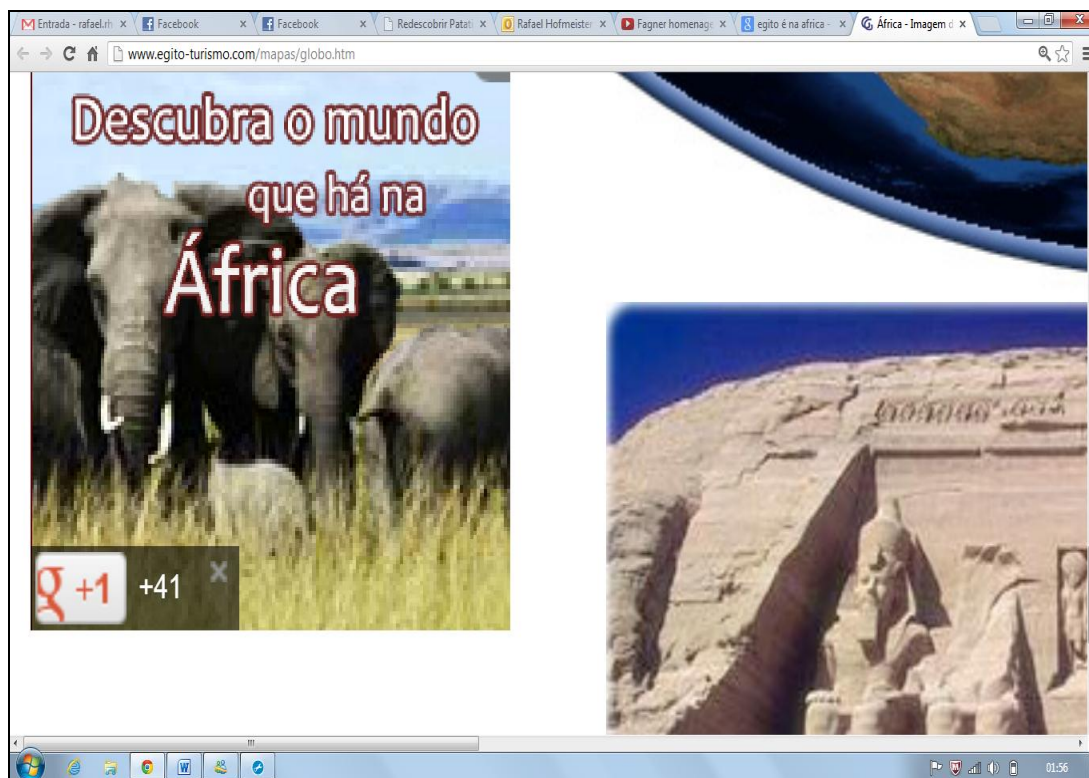 Entrada - rafael.rh
Facebook
Facebook
Redescobrir Patati
Rafael Hofmeister
Fagner homenage
egito é na africa -
África - Imagem d
www.egito-turismo.com/mapas/globo.htm
Descubra o mundo
que há na
África
g +1
+41
01:56